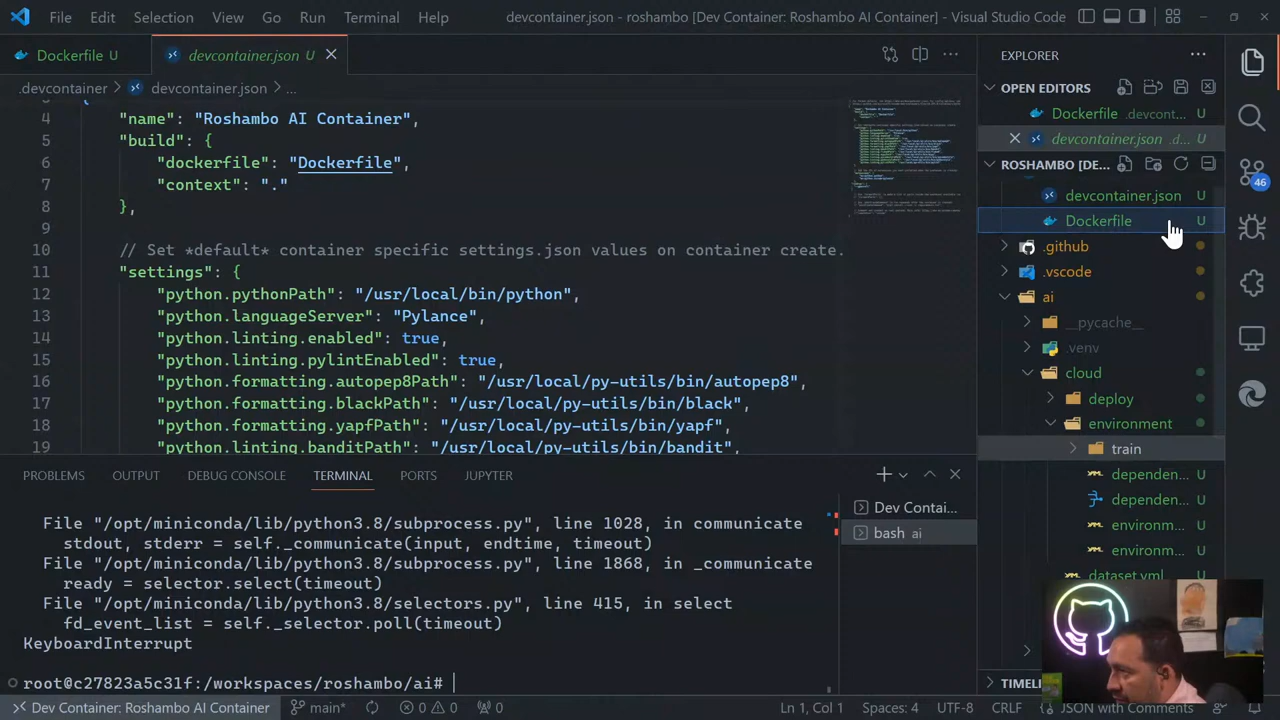 File Edit Selection View Go Run Terminal Help
devcontainer.json - roshambo [Dev Container: Roshambo AI Container] - Visual Studio Code
Dockerfile U
devcontainer.json U
.devcontainer > devcontainer.json > ...
4 "name": "Roshambo AI Container",
5 "build": {
6 "dockerfile": "Dockerfile",
7 "context": "."
8 },
9
10 // Set *default* container specific settings.json values on container create.
11 "settings": {
12 "python.pythonPath": "/usr/local/bin/python",
13 "python.languageServer": "Pylance",
14 "python.linting.enabled": true,
15 "python.linting.pylintEnabled": true,
16 "python.formatting.autopep8Path": "/usr/local/py-utils/bin/autopep8",
17 "python.formatting.blackPath": "/usr/local/py-utils/bin/black",
18 "python.formatting.yapfPath": "/usr/local/py-utils/bin/yapf",
19 "python.linting.banditPath": "/usr/local/py-utils/bin/bandit",
PROBLEMS OUTPUT DEBUG CONSOLE TERMINAL PORTS JUPYTER
File "/opt/miniconda/lib/python3.8/subprocess.py", line 1028, in communicate
stdout, stderr = self._communicate(input, endtime, timeout)
File "/opt/miniconda/lib/python3.8/subprocess.py", line 1868, in _communicate
ready = selector.select(timeout)
File "/opt/miniconda/lib/python3.8/selectors.py", line 415, in select
fd_event_list = self._selector.poll(timeout)
KeyboardInterrupt
root@c27823a5c31f:/workspaces/roshambo/ai#
Dev Contai...
bash ai
EXPLORER
OPEN EDITORS
Dockerfile .devcont... U
devcontainer.json .d... U
ROSHAMBO [DE...
devcontainer.json U
Dockerfile U
.github
.vscode
ai
__pycache__
.venv
cloud
deploy
environment
train
dependen... U
dependen... U
environm... U
environm... U
dataset.yml
TIMEL
46
Dev Container: Roshambo AI Container main* 0 0 0 Ln 1, Col 1 Spaces: 4 UTF-8 CRLF JSON with Comments